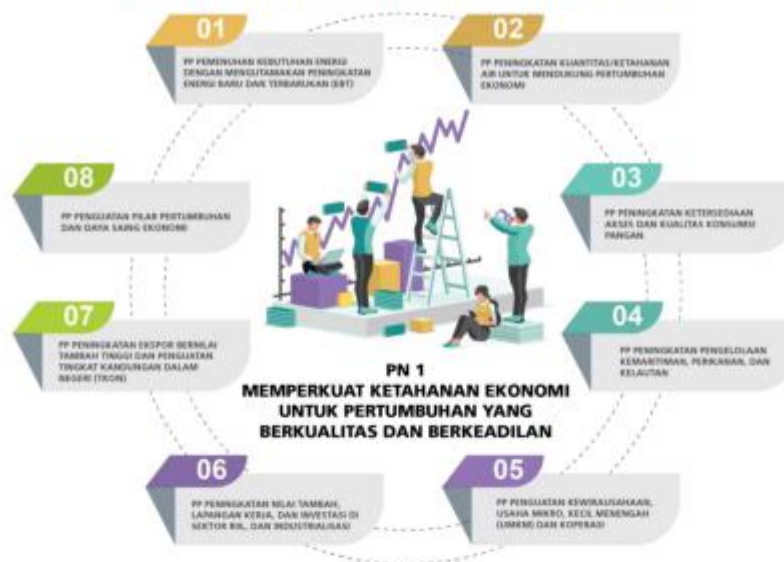 01
PP PEMENUHAN KEBUTUHAN ENERGI
DENGAN MENGUTAMAKAN PENINGKATAN
ENERGI BARU DAN TERBARUKAN (EBT)
02
PP PENINGKATAN KUANTITAS/KETAHANAN
AIR UNTUK MENDUKUNG PERTUMBUHAN
EKONOMI
03
PP PENINGKATAN KETERSEDIAAN
AKSES DAN KUALITAS KONSUMSI
PANGAN
04
PP PENINGKATAN PENGELOLAAN
KEMARITIMAN, PERIKANAN, DAN
KELAUTAN
05
PP PENGUATAN KEWIRAUSAHAAN,
USAHA MIKRO, KECIL MENENGAH
(UMKM) DAN KOPERASI
06
PP PENINGKATAN NILAI TAMBAH,
LAPANGAN KERJA, DAN INVESTASI DI
SEKTOR RIIL, DAN INDUSTRIALISASI
07
PP PENINGKATAN EKSPOR BERNILAI
TAMBAH TINGGI DAN PENGUATAN
TINGKAT KANDUNGAN DALAM
NEGERI (TKDN)
08
PP PENGUATAN PILAR PERTUMBUHAN
DAN DAYA SAING EKONOMI
PN 1
MEMPERKUAT KETAHANAN EKONOMI
UNTUK PERTUMBUHAN YANG
BERKUALITAS DAN BERKEADILAN